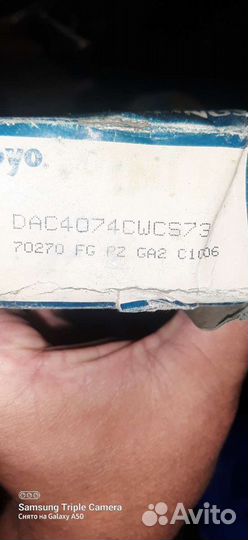 oyo.
DAC4074CWCS73
70270 FG PZ GA2 C1006
Samsung Triple Camera
Снято на Galaxy A50
Avito